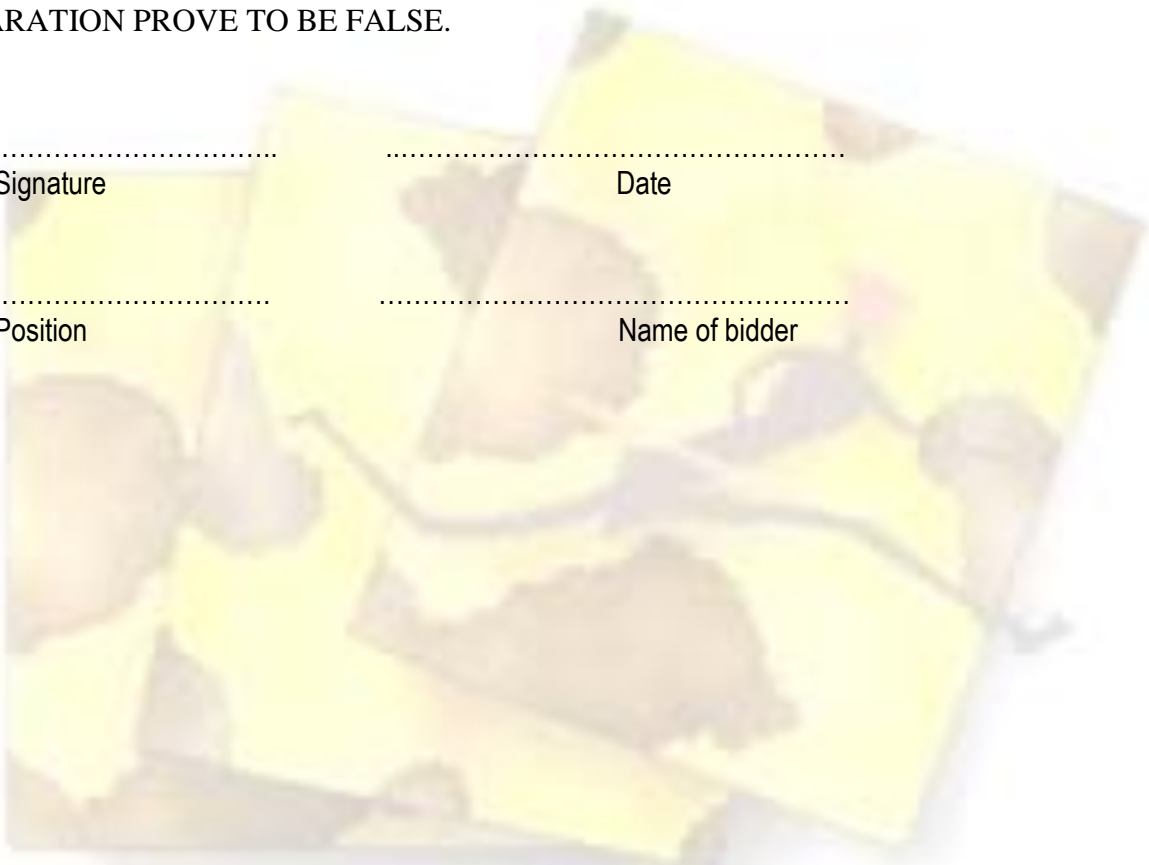 ARATION PROVE TO BE FALSE.
………………………….. ..…………………………………………
Signature Date
………………………… ……………………………………………
Position Name of bidder